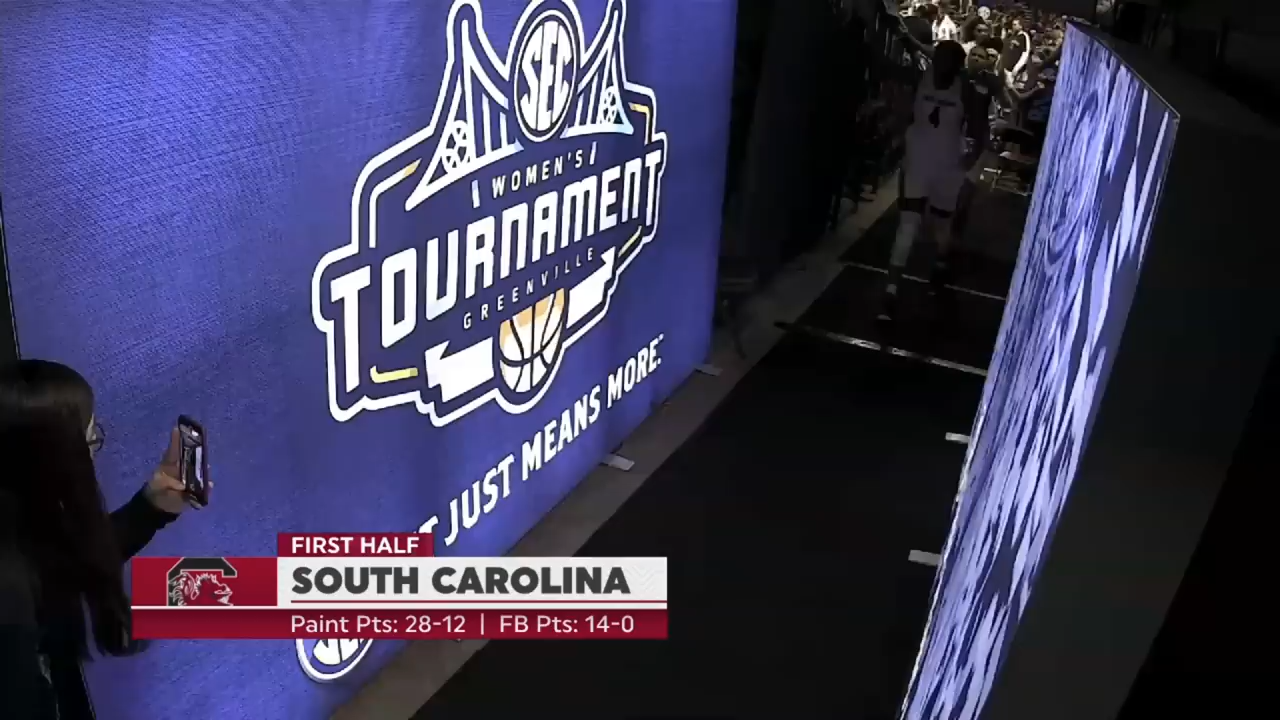 SEC
WOMEN'S
TOURNAMENT
GREENVILLE
JUST MEANS MORE.
4
FIRST HALF
SOUTH CAROLINA
Paint Pts: 28-12 | FB Pts: 14-0